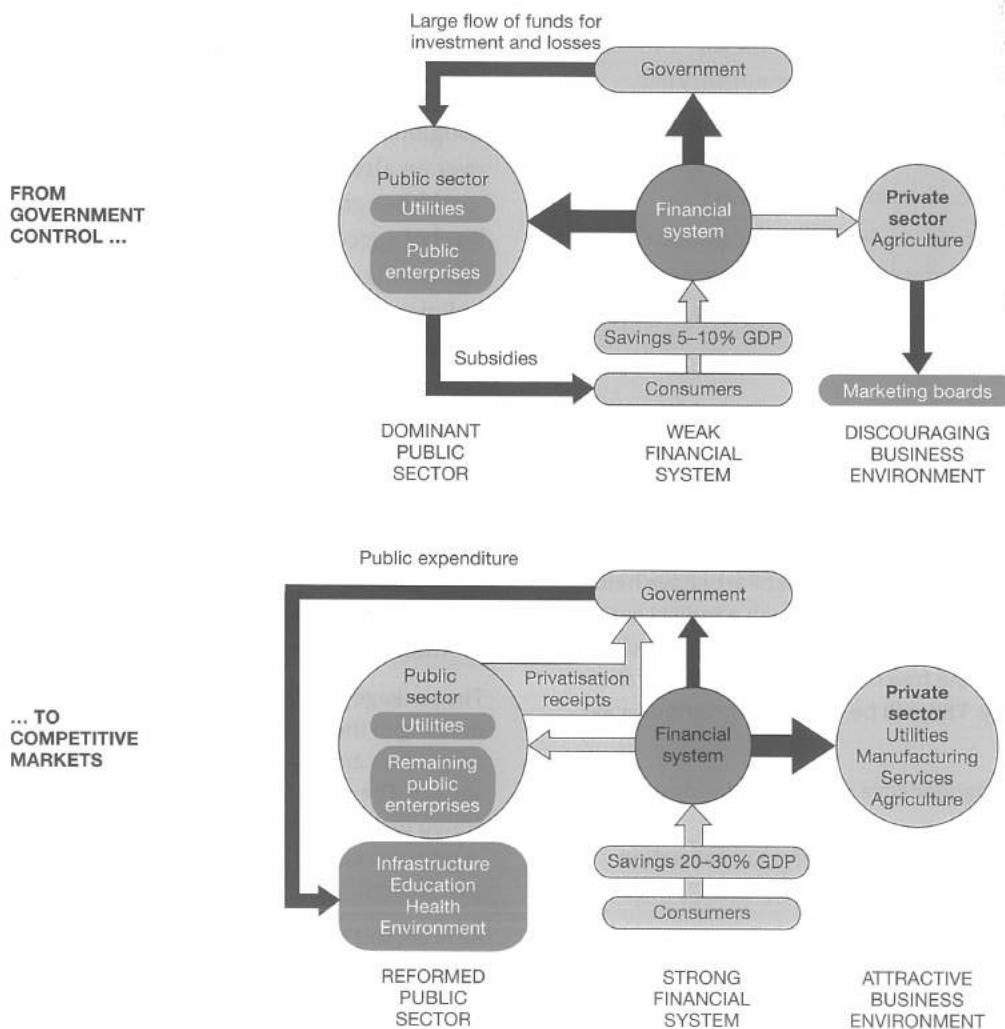 Large flow of funds for
investment and losses
Government
FROM
GOVERNMENT
CONTROL ...
Public sector
Utilities
Public
enterprises
Financial
system
Private
sector
Agriculture
Savings 5–10% GDP
Subsidies
Consumers
Marketing boards
DOMINANT
PUBLIC
SECTOR
WEAK
FINANCIAL
SYSTEM
DISCOURAGING
BUSINESS
ENVIRONMENT
Public expenditure
Government
... TO
COMPETITIVE
MARKETS
Public
sector
Utilities
Remaining
public
enterprises
Privatisation
receipts
Financial
system
Private
sector
Utilities
Manufacturing
Services
Agriculture
Infrastructure
Education
Health
Environment
Savings 20–30% GDP
Consumers
REFORMED
PUBLIC
SECTOR
STRONG
FINANCIAL
SYSTEM
ATTRACTIVE
BUSINESS
ENVIRONMENT